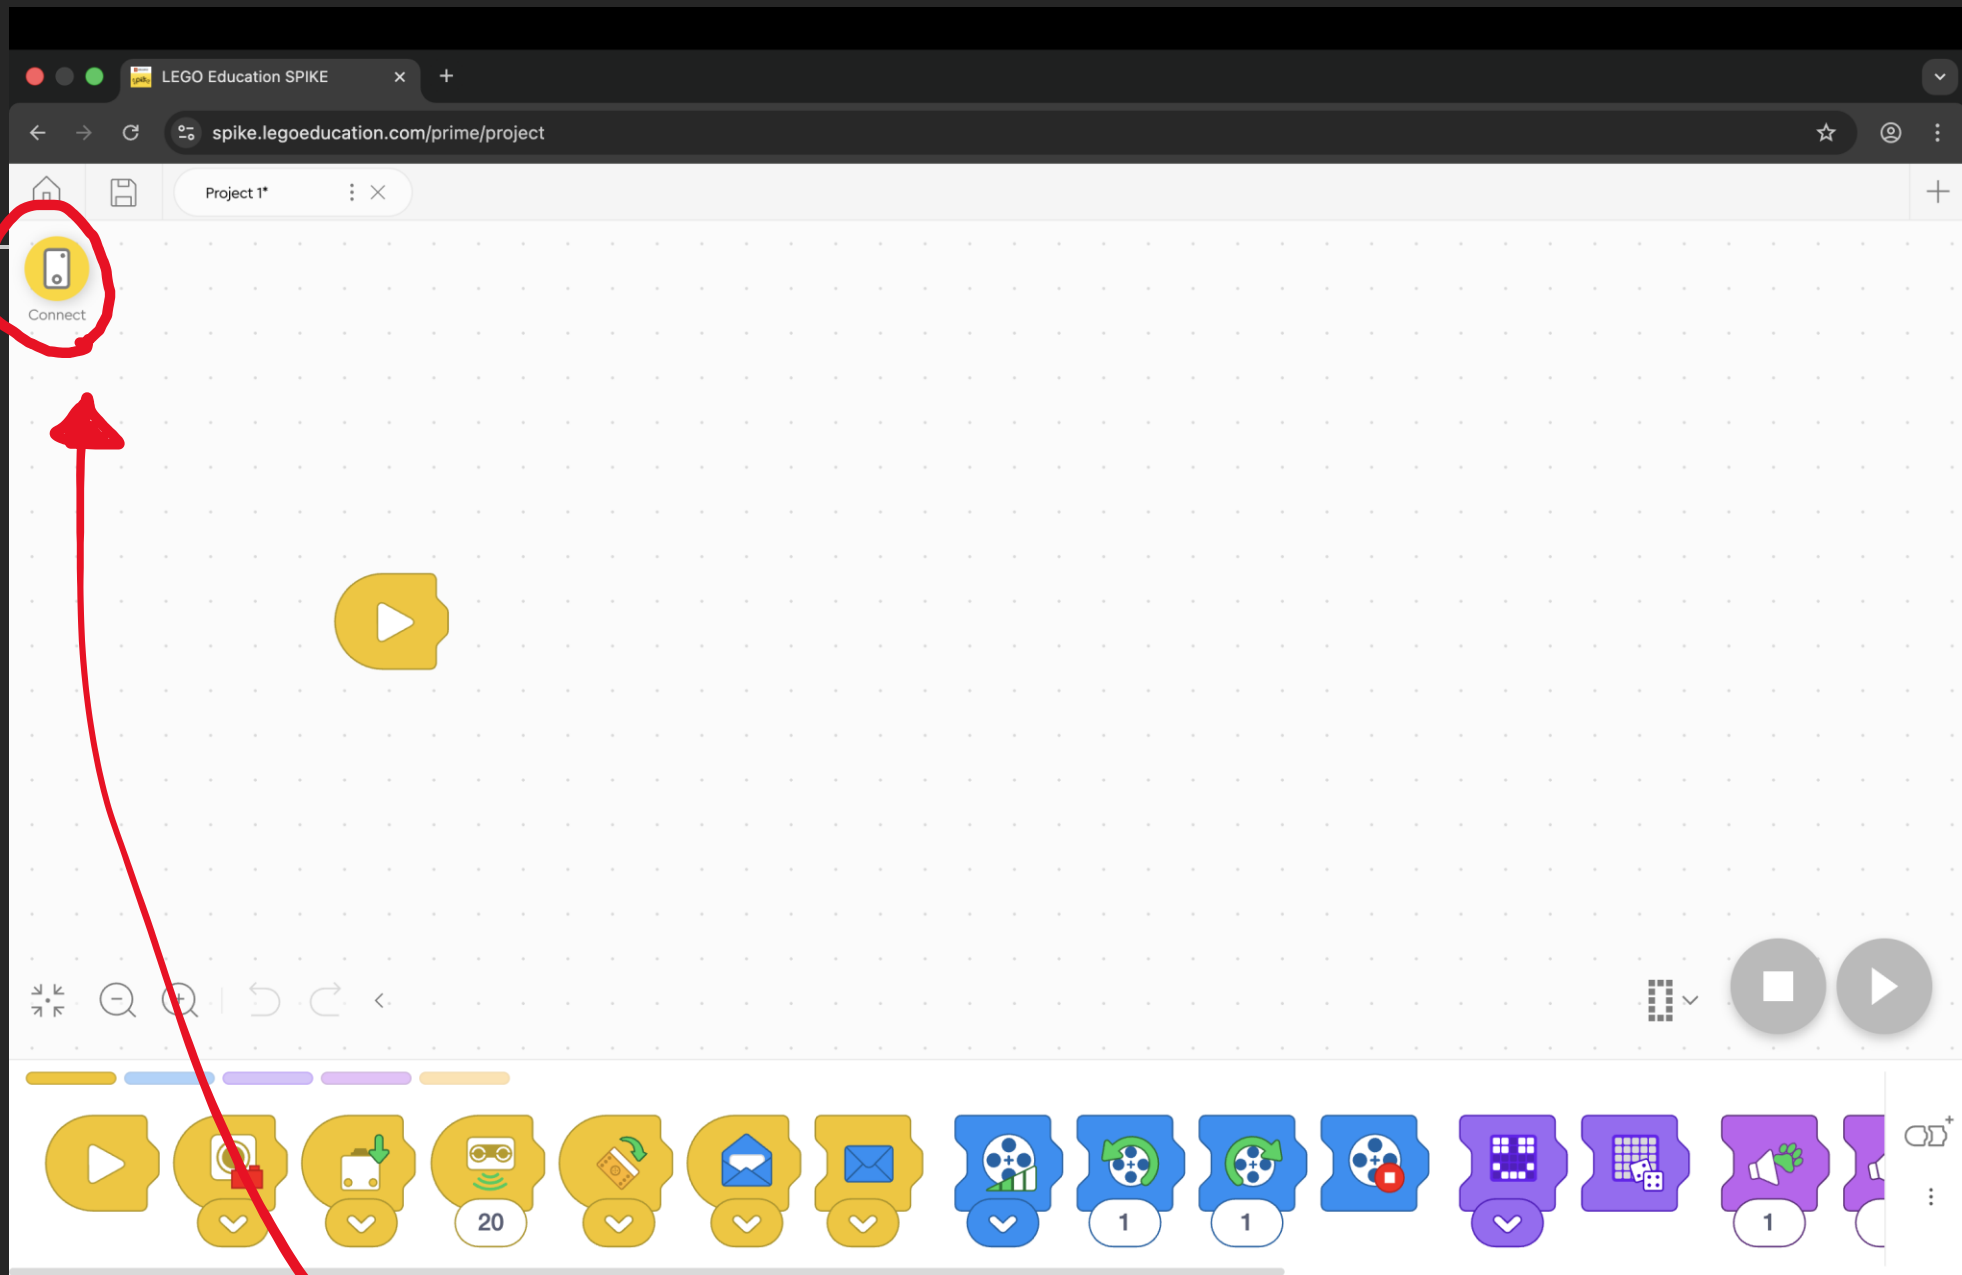 LEGO Education SPIKE
spike.legoeducation.com/prime/project
Project 1*
Connect
20
1
1
1